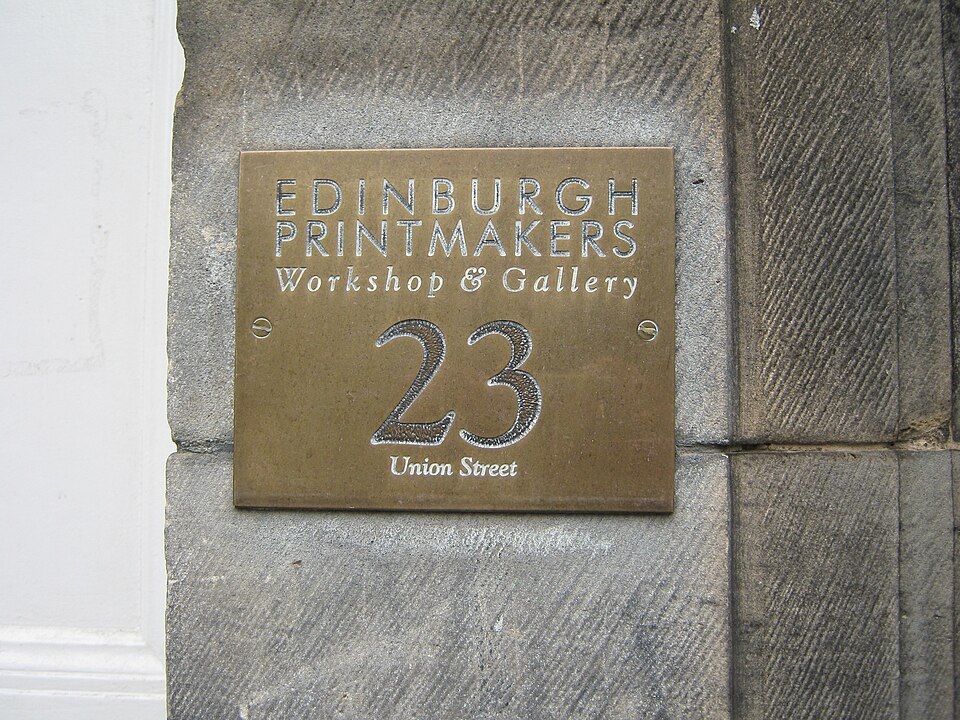 EDINBURGH
PRINTMAKERS
Workshop & Gallery
23
Union Street